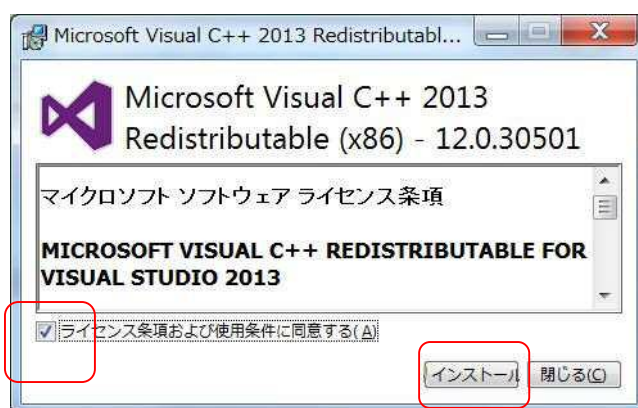 Microsoft Visual C++ 2013 Redistributabl...
Microsoft Visual C++ 2013
Redistributable (x86) - 12.0.30501
マイクロソフト ソフトウェア ライセンス条項
MICROSOFT VISUAL C++ REDISTRIBUTABLE FOR
VISUAL STUDIO 2013
ライセンス条項および使用条件に同意する(A)
インストール 閉じる(C)